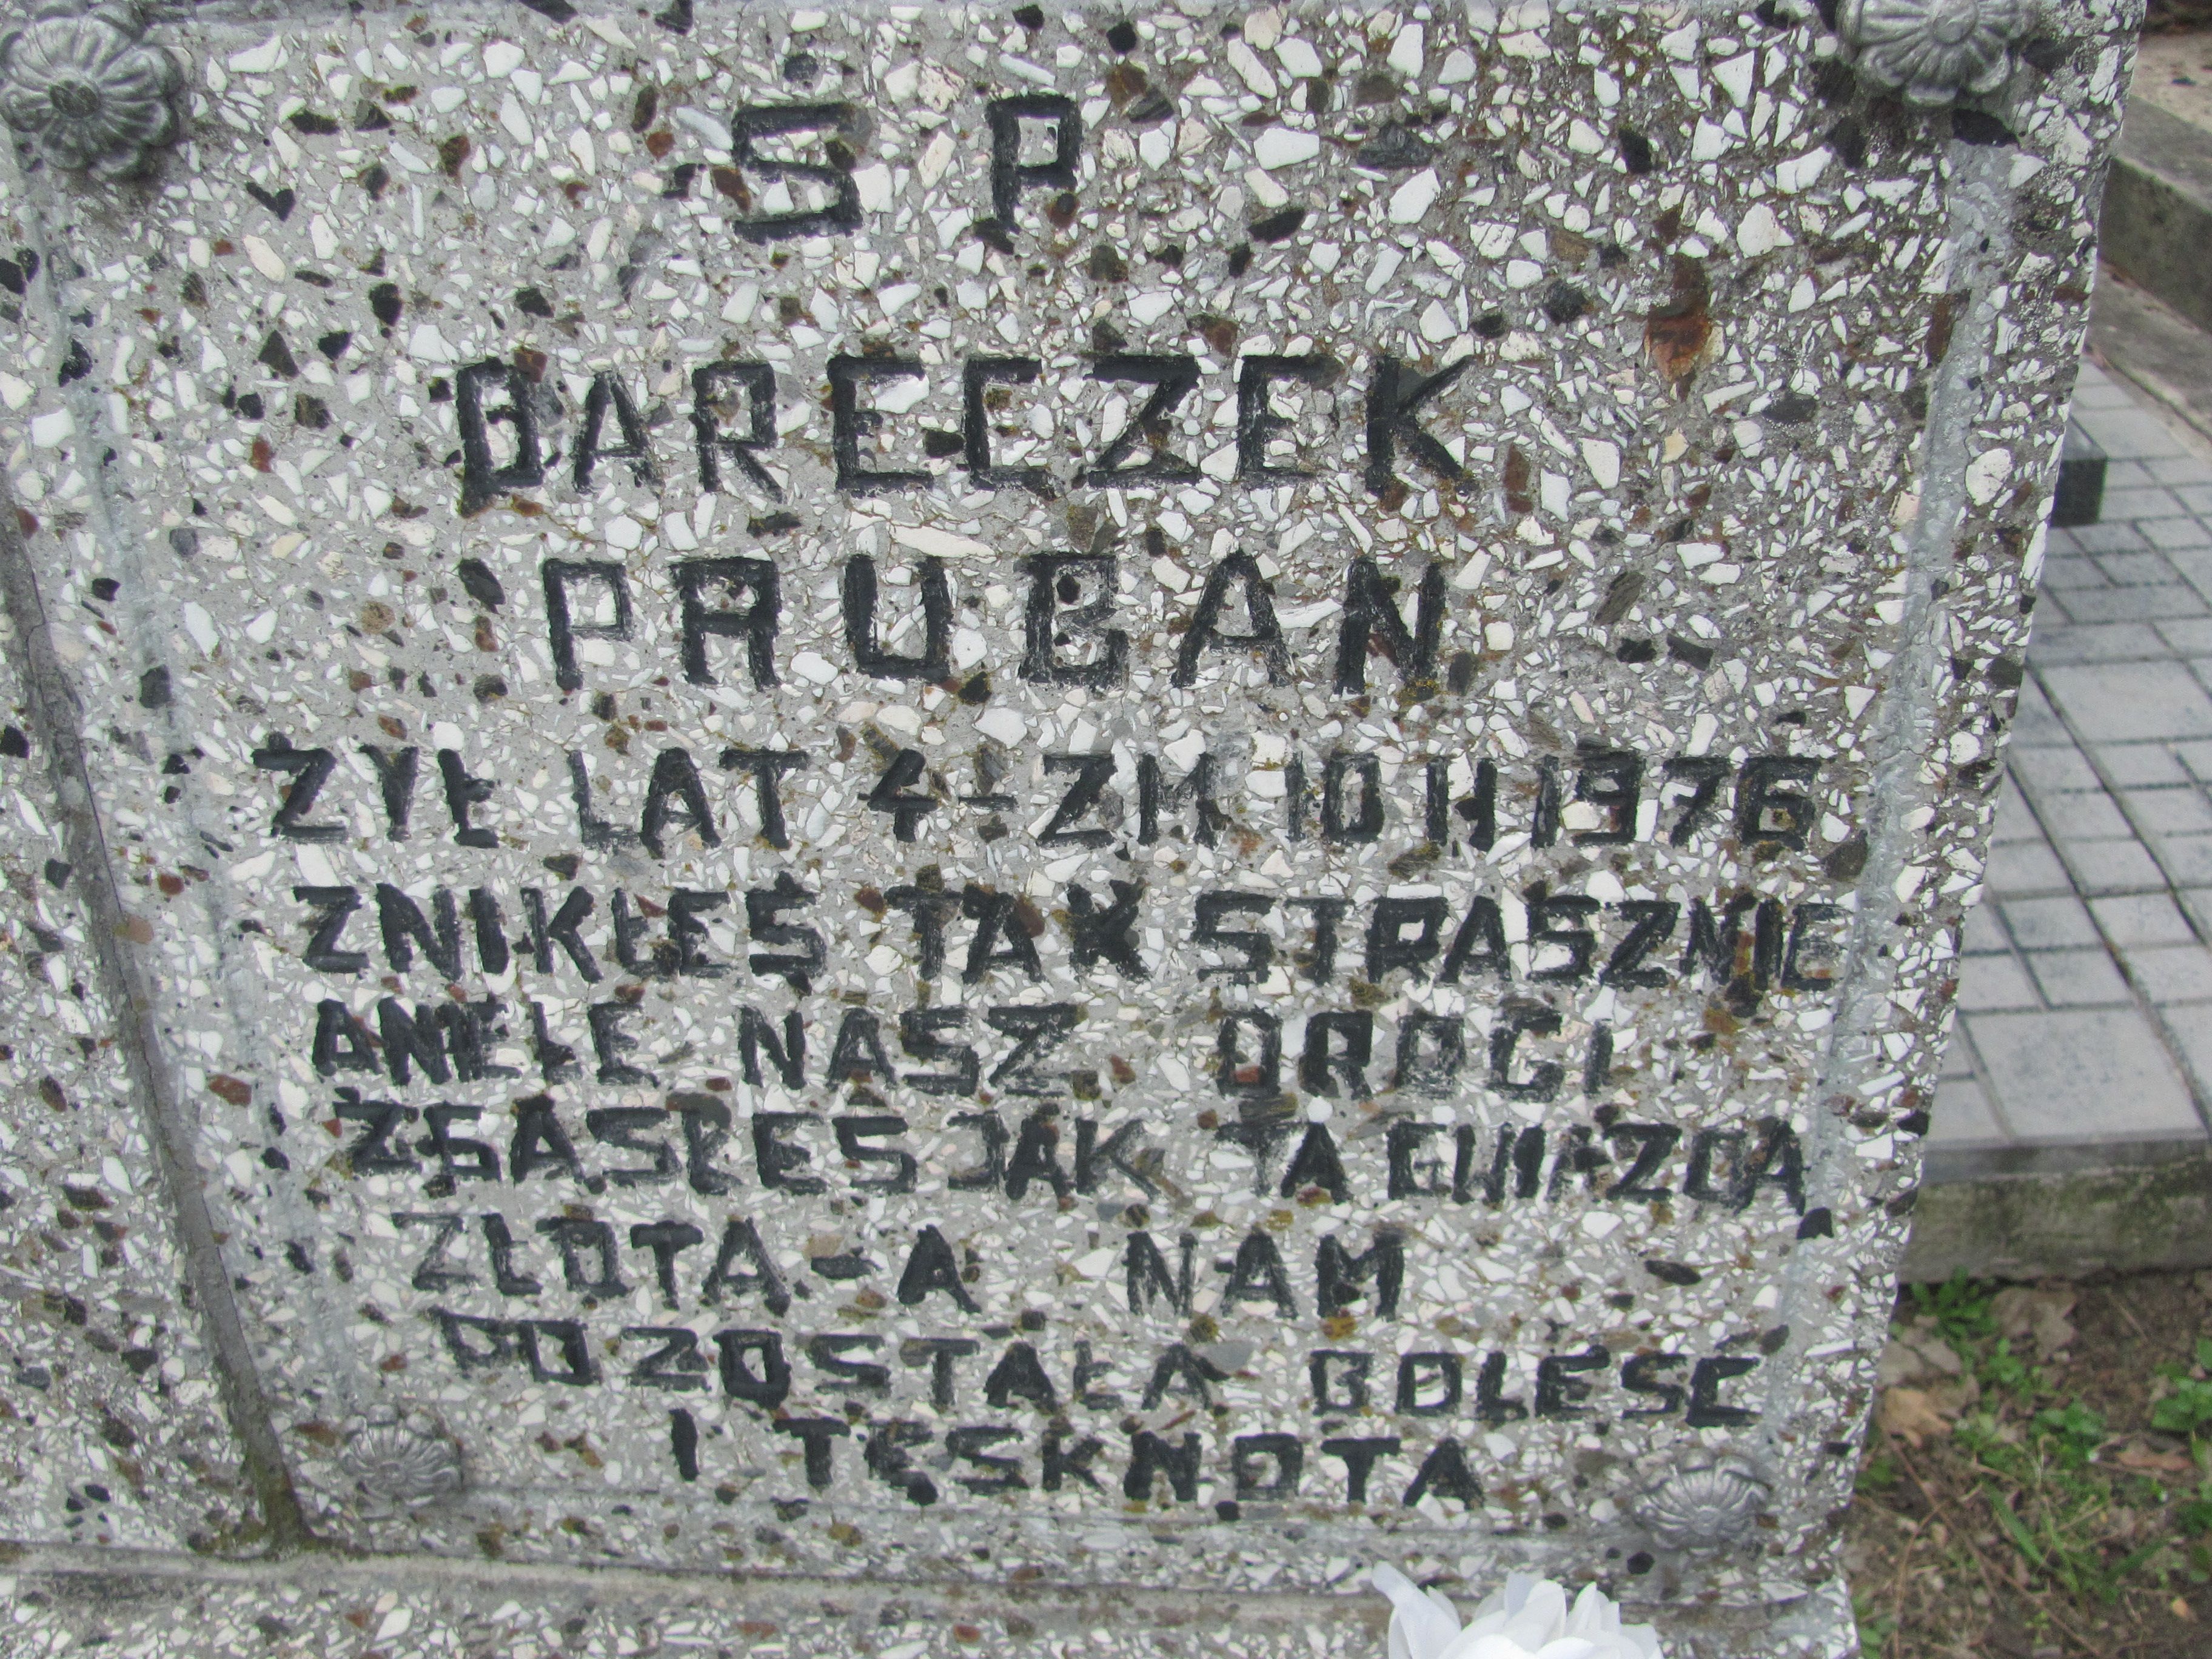 Ś P
DARECZEK
PRUBAN
ŻYŁ LAT 4-ZM 10 II 1976
ZNIKŁEŚ TAK STRASZNIE
ANIELE NASZ DROGI
ZGASŁEŚ JAK TA GWIAZDA
ZŁOTA - A NAM
POZOSTAŁA BOLEŚĆ
I TĘSKNOTA